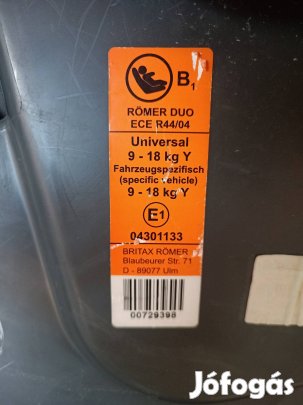 B1
RÖMER DUO
ECE R44/04
Universal
9 - 18 kg Y
Fahrzeugspezifisch
(specific vehicle)
9 - 18 kg Y
E1
04301133
BRITAX RÖMER
Blaubeurer Str. 71
D - 89077 Ulm
00729398
Jófogás